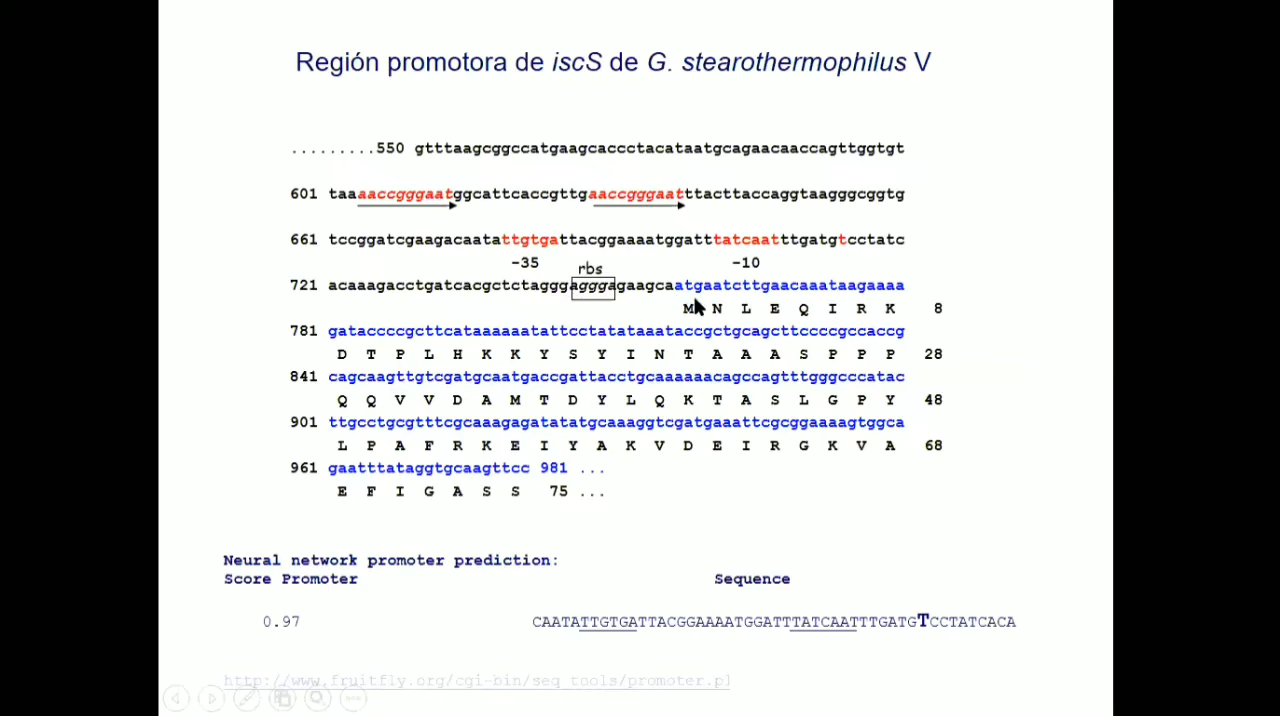 Región promotora de iscS de G. stearothermophilus V
.........550 gtttaagcggccatgaagcaccctacataatgcagaacaaccagttggtgt
601 taaaaccgggaatggcattcaccgttgaaccgggaatttacttaccaggtaagggcggtg
661 tccggatcgaagacaatattgtgattacggaaaatggatttatcaatttgatgtcctatc
-35 -10
rbs
721 acaaagacctgatcacgctctagggagggagaagcaatgaatcttgaacaaataagaaaa
M N L E Q I R K 8
781 gataccccgcttcataaaaaatattcctatataaataccgctgcagcttccccgccaccg
D T P L H K K Y S Y I N T A A A S P P P 28
841 cagcaagttgtcgatgcaatgaccgattacctgcaaaaaacagccagtttgggcccatac
Q Q V V D A M T D Y L Q K T A S L G P Y 48
901 ttgcctgcgtttcgcaaagagatatatgcaaaggtcgatgaaattcgcggaaaagtggca
L P A F R K E I Y A K V D E I R G K V A 68
961 gaatttataggtgcaagttcc 981 ...
E F I G A S S 75 ...
Neural network promoter prediction:
Score Promoter Sequence
0.97 CAATATTGTGATTACGGAAAATGGATTTATCAATTTGATGTCCTATCACA
http://www.fruitfly.org/cgi-bin/seq_tools/promoter.pl